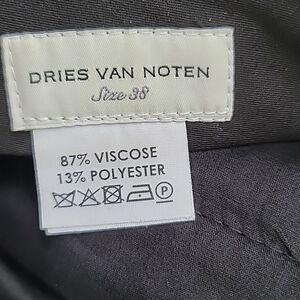 DRIES VAN NOTEN
Size 38
87% VISCOSE
13% POLYESTER
P